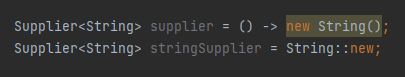 Supplier<String> supplier = () -> new String();
Supplier<String> stringSupplier = String::new;